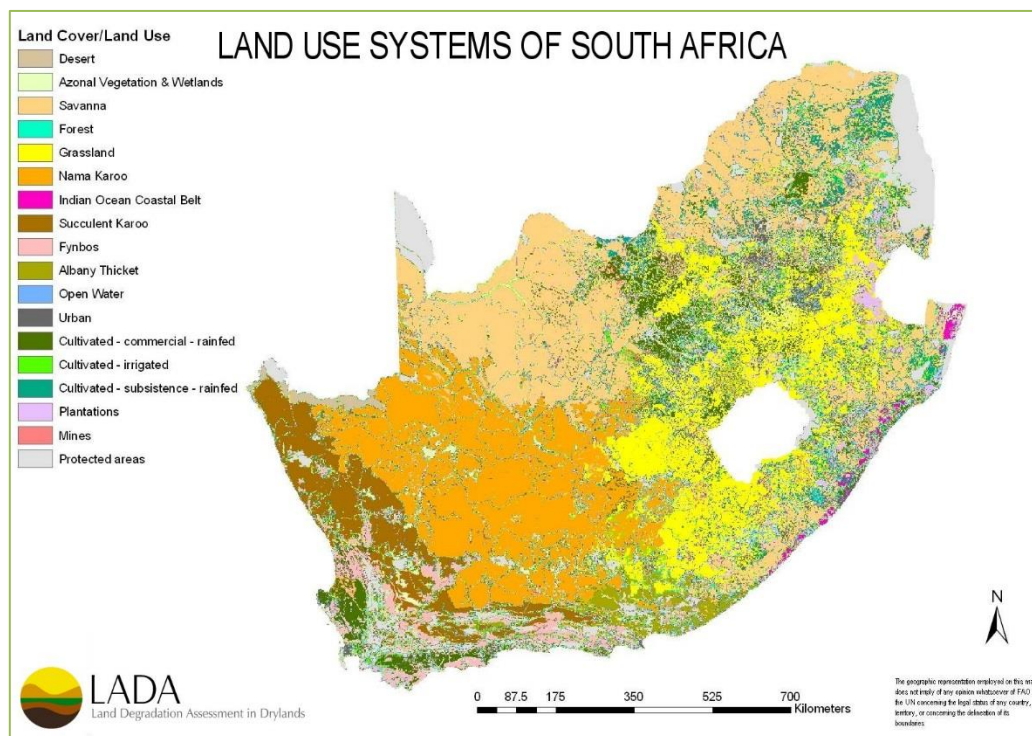 LAND USE SYSTEMS OF SOUTH AFRICA
Land Cover/Land Use
Desert
Azonal Vegetation & Wetlands
Savanna
Forest
Grassland
Nama Karoo
Indian Ocean Coastal Belt
Succulent Karoo
Fynbos
Albany Thicket
Open Water
Urban
Cultivated - commercial - rainfed
Cultivated - irrigated
Cultivated - subsistence - rainfed
Plantations
Mines
Protected areas
N
LADA
Land Degradation Assessment in Drylands
0 87.5 175 350 525 700
Kilometers
The geographic representation employed on this ma
does not imply of any opinion whatsoever of FAO
the UN concerning the legal status of any country,
territory, or concerning the delineation of its
boundaries